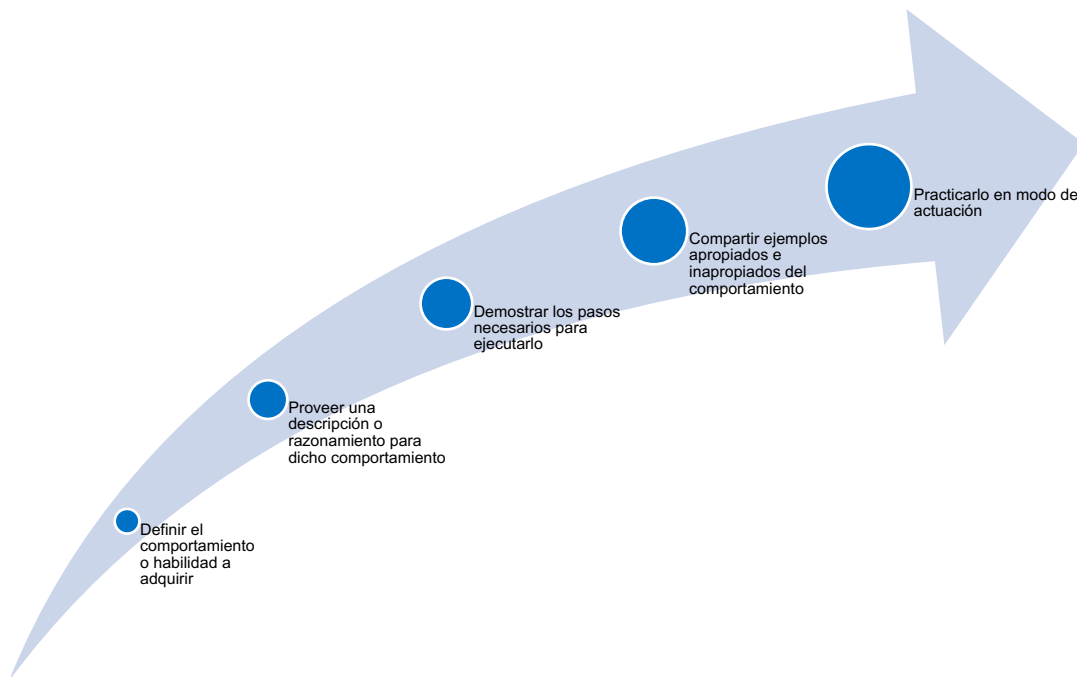 Definir el
comportamiento
o habilidad a
adquirir
Proveer una
descripción o
razonamiento para
dicho comportamiento
Demostrar los pasos
necesarios para
ejecutarlo
Compartir ejemplos
apropiados e
inapropiados del
comportamiento
Practicarlo en modo de
actuación